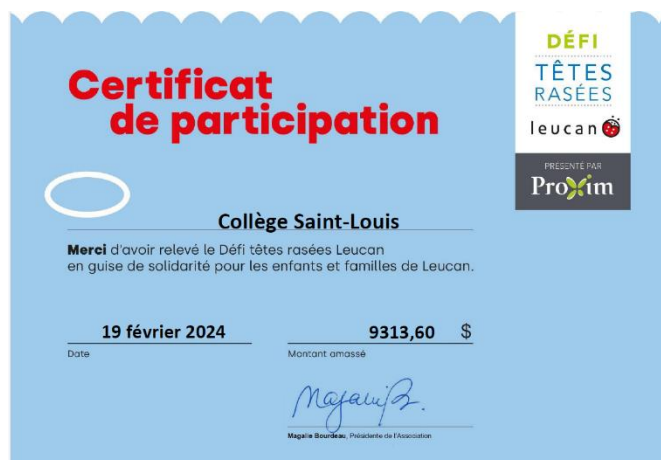 Certificat
de participation
DÉFI
TÊTES
RASÉES
leucan
PRÉSENTÉ PAR
Proxim
Collège Saint-Louis
Merci d'avoir relevé le Défi têtes rasées Leucan
en guise de solidarité pour les enfants et familles de Leucan.
19 février 2024
9313,60 $
Date
Montant amassé
Magalie B.
Magalie Bourdeau, Présidente de l'Association